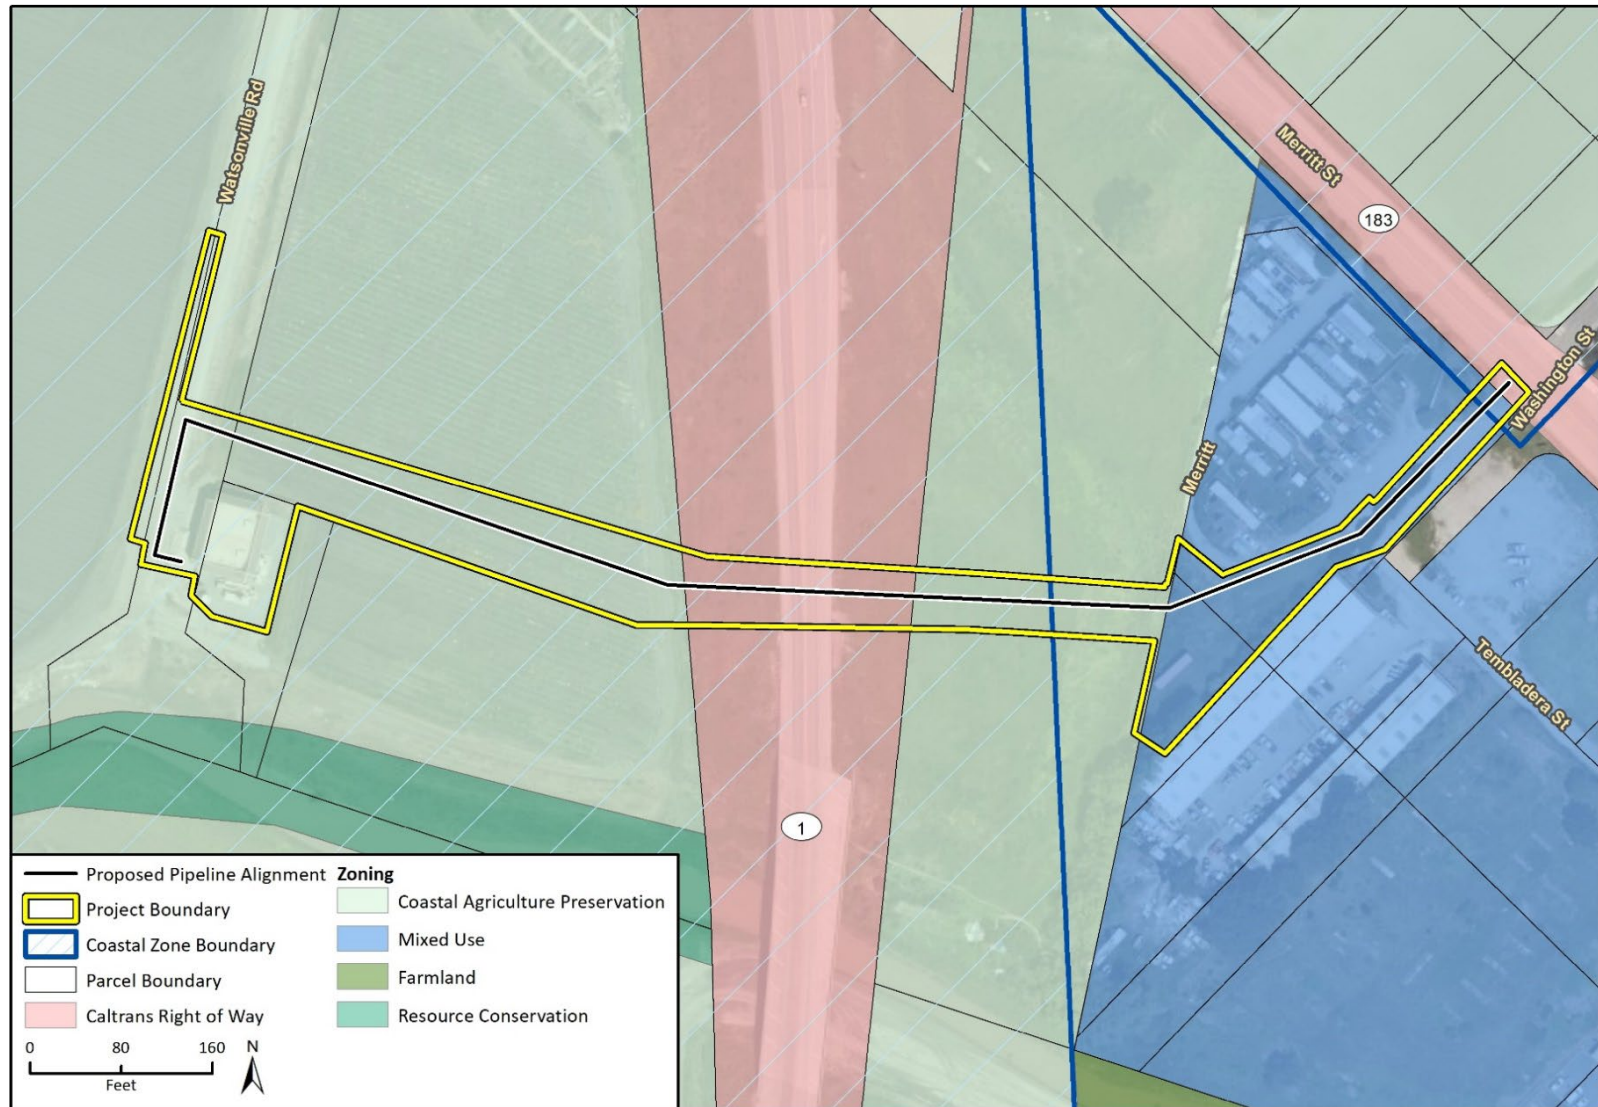 Watsonville Rd
Merritt St
183
Washington St
Merritt
Tembladera St
1
Proposed Pipeline Alignment
Project Boundary
Coastal Zone Boundary
Parcel Boundary
Caltrans Right of Way
0 80 160
Feet
N
Zoning
Coastal Agriculture Preservation
Mixed Use
Farmland
Resource Conservation